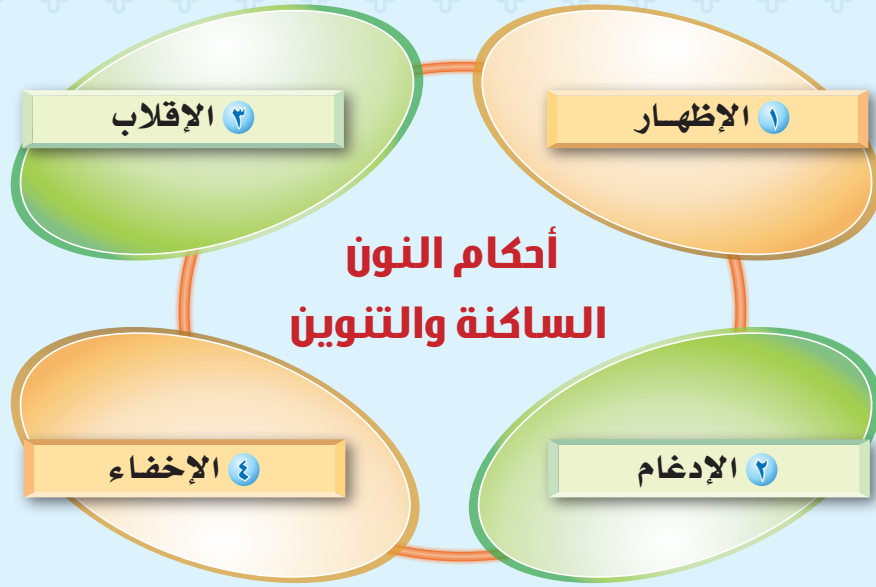 ١ الإظهـار
٣ الإقلاب
أحكام النون
الساكنة والتنوين
٢ الإدغام
٤ الإخفاء